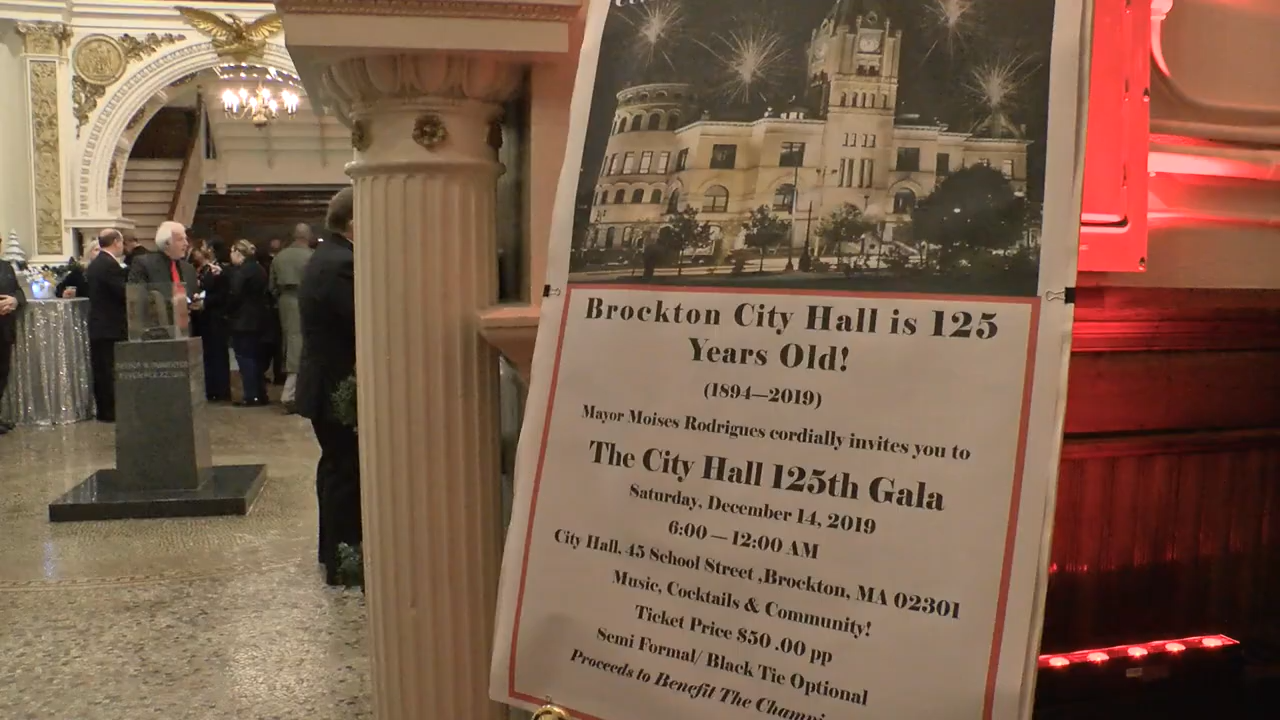 Brockton City Hall is 125
Years Old!
(1894—2019)
Mayor Moises Rodrigues cordially invites you to
The City Hall 125th Gala
Saturday, December 14, 2019
6:00 — 12:00 AM
City Hall, 45 School Street ,Brockton, MA 02301
Music, Cocktails & Community!
Ticket Price $50 .00 pp
Semi Formal/ Black Tie Optional
Proceeds to Benefit The